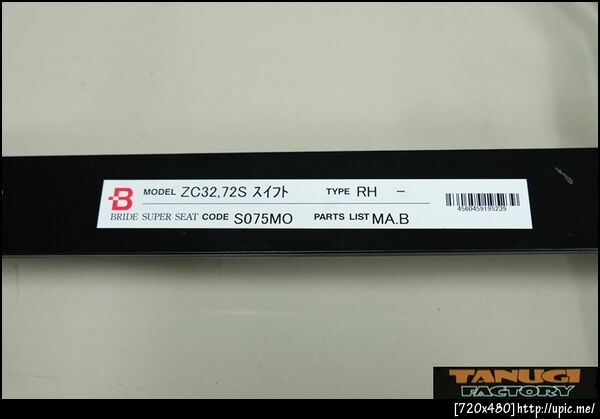 B MODEL ZC32,72S スイフト TYPE RH -
BRIDE SUPER SEAT CODE S075MO PARTS LIST MA.B
4580459195239
TANUGI
FACTORY
[720x480]http://upic.me/